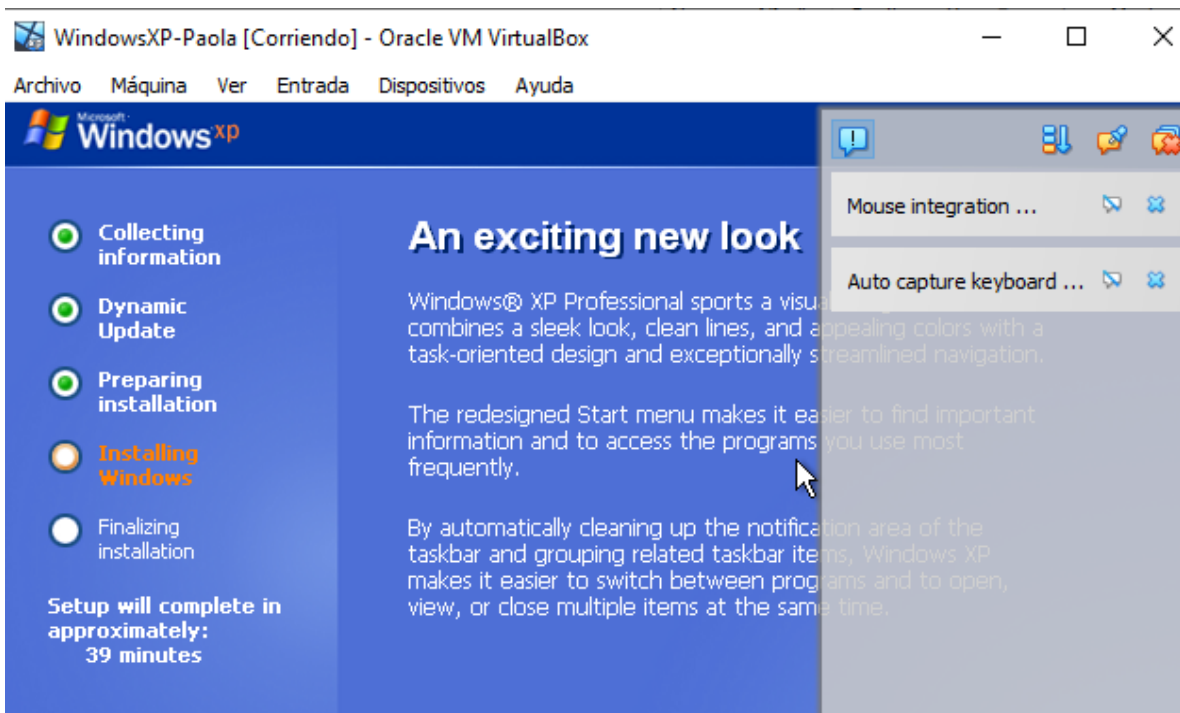 WindowsXP-Paola [Corriendo] - Oracle VM VirtualBox
Archivo Máquina Ver Entrada Dispositivos Ayuda
Microsoft
Windows xp
Collecting
information
Dynamic
Update
Preparing
installation
Installing
Windows
Finalizing
installation
Setup will complete in
approximately:
39 minutes
An exciting new look
Windows® XP Professional sports a visual
combines a sleek look, clean lines, and appealing colors with a
task-oriented design and exceptionally streamlined navigation.
The redesigned Start menu makes it easier to find important
information and to access the programs you use most
frequently.
By automatically cleaning up the notification area of the
taskbar and grouping related taskbar items, Windows XP
makes it easier to switch between programs and to open,
view, or close multiple items at the same time.
Mouse integration ...
Auto capture keyboard ...